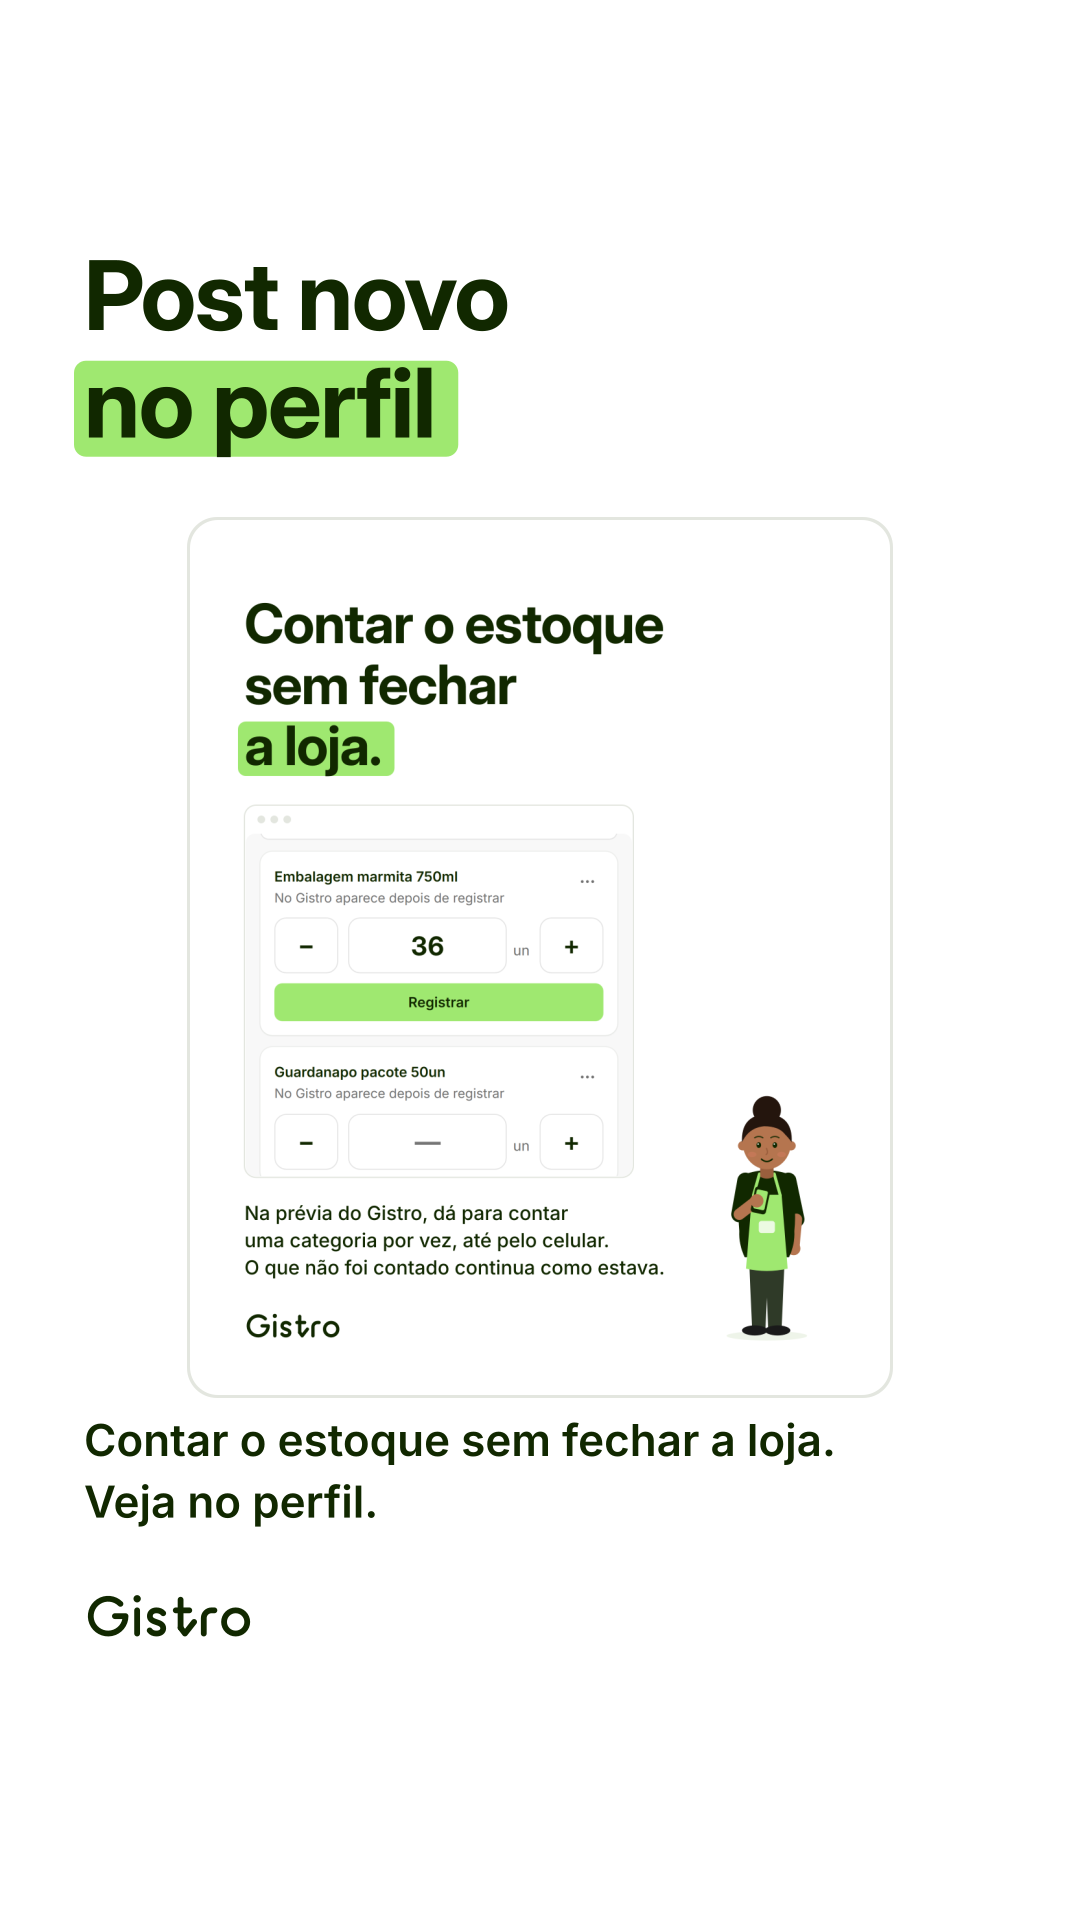 Post novo
no perfil
Contar o estoque
sem fechar
a loja.
Embalagem marmita 750ml
...
No Gistro aparece depois de registrar
− 36 un +
Registrar
Guardanapo pacote 50un
...
No Gistro aparece depois de registrar
− — un +
Na prévia do Gistro, dá para contar
uma categoria por vez, até pelo celular.
O que não foi contado continua como estava.
Gistro
Contar o estoque sem fechar a loja.
Veja no perfil.
Gistro